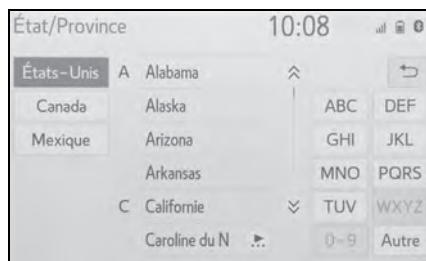 État/Province 10:08
États-Unis A Alabama
Canada Alaska ABC DEF
Mexique Arizona GHI JKL
Arkansas MNO PQRS
C Californie TUV WXYZ
Caroline du N 0-9 Autre